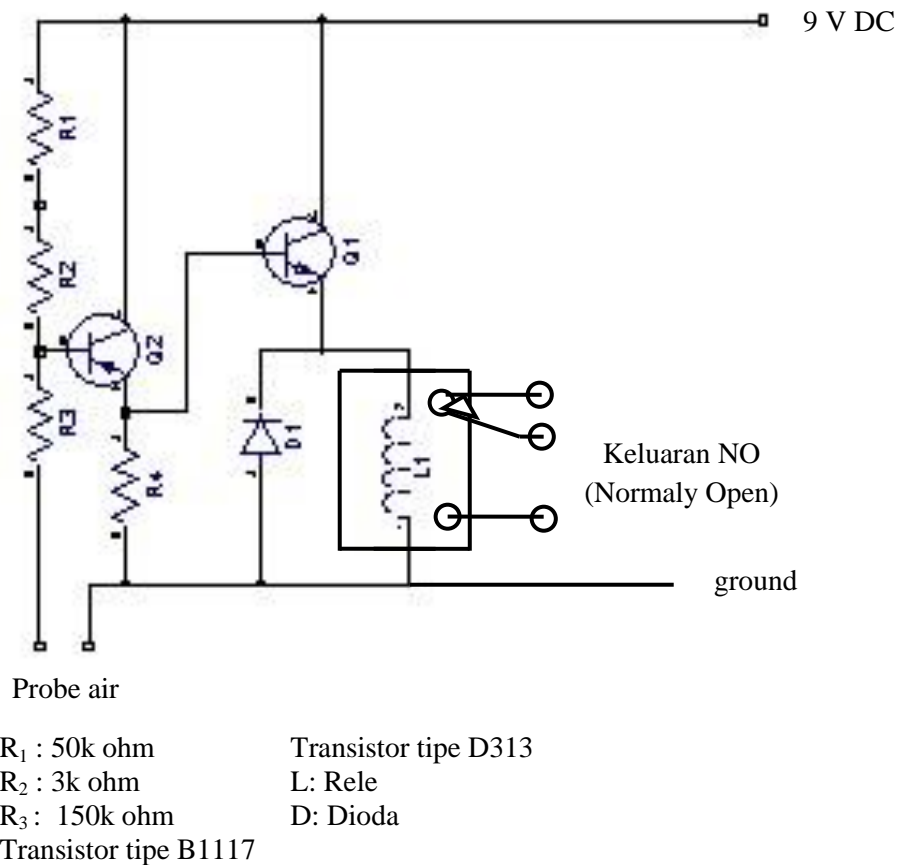 9 V DC
R1
R2
Q1
Q2
R3
R4
D1
L1
Keluaran NO
(Normaly Open)
ground
Probe air
R₁ : 50k ohm
R₂ : 3k ohm
R₃ : 150k ohm
Transistor tipe B1117
Transistor tipe D313
L: Rele
D: Dioda